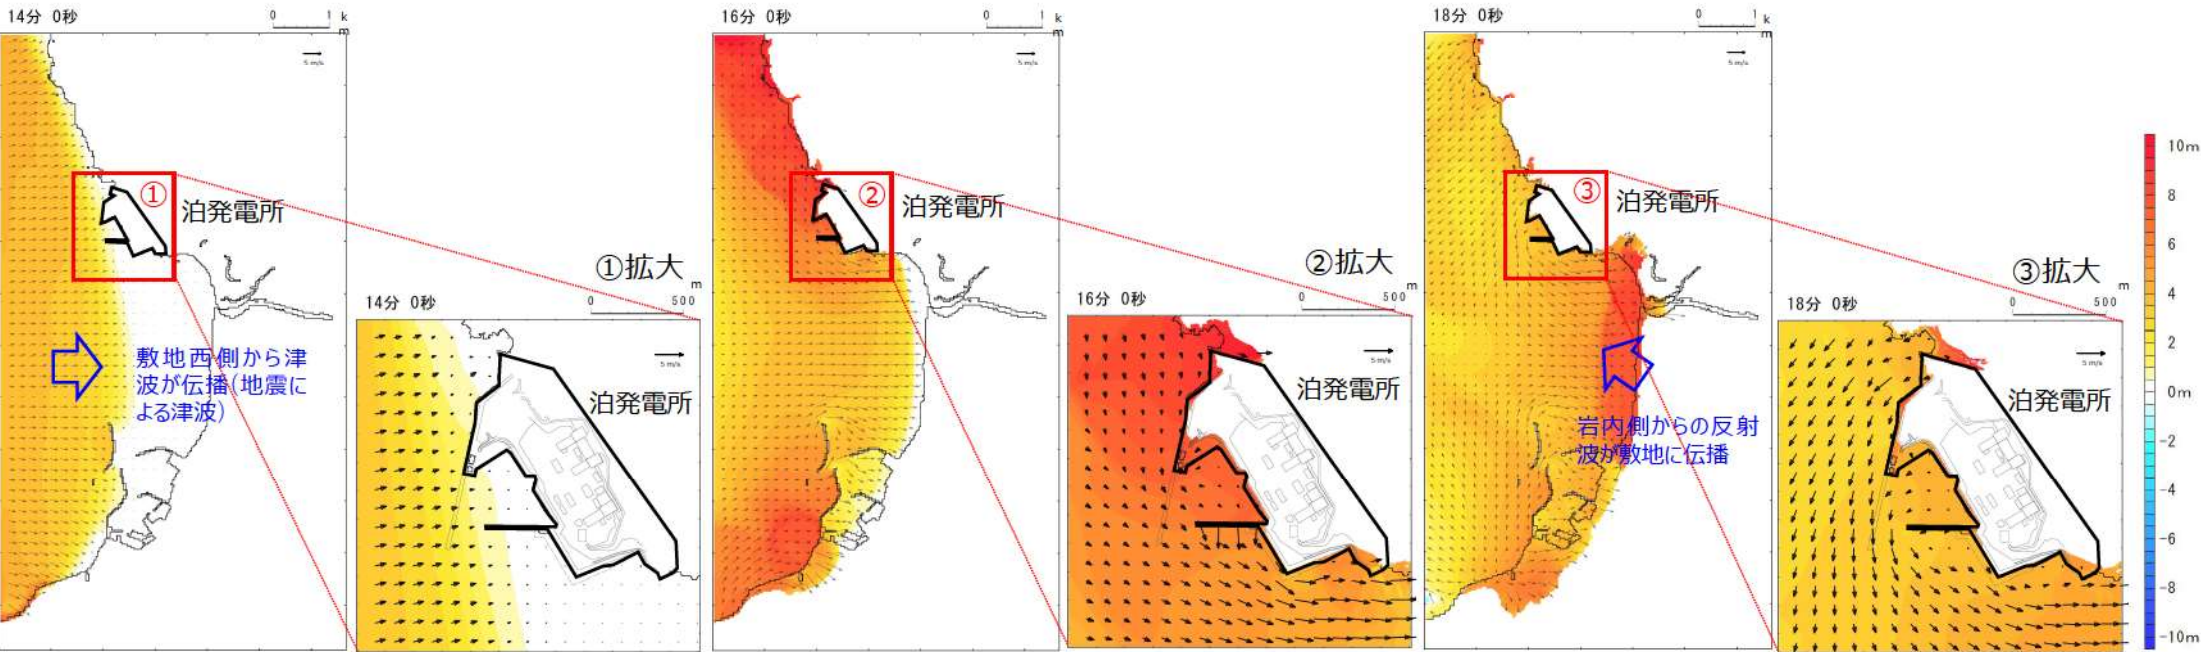 14分 0秒
0 1 km
5 m/s
①
泊発電所
敷地西側から津
波が伝播(地震に
よる津波)
①拡大
14分 0秒
0 500 m
5 m/s
泊発電所
16分 0秒
0 1 km
5 m/s
②
泊発電所
②拡大
16分 0秒
0 500 m
5 m/s
泊発電所
18分 0秒
0 1 km
5 m/s
③
泊発電所
岩内側からの反射
波が敷地に伝播
③拡大
18分 0秒
0 500 m
5 m/s
泊発電所
10m
8
6
4
2
0m
-2
-4
-6
-8
-10m